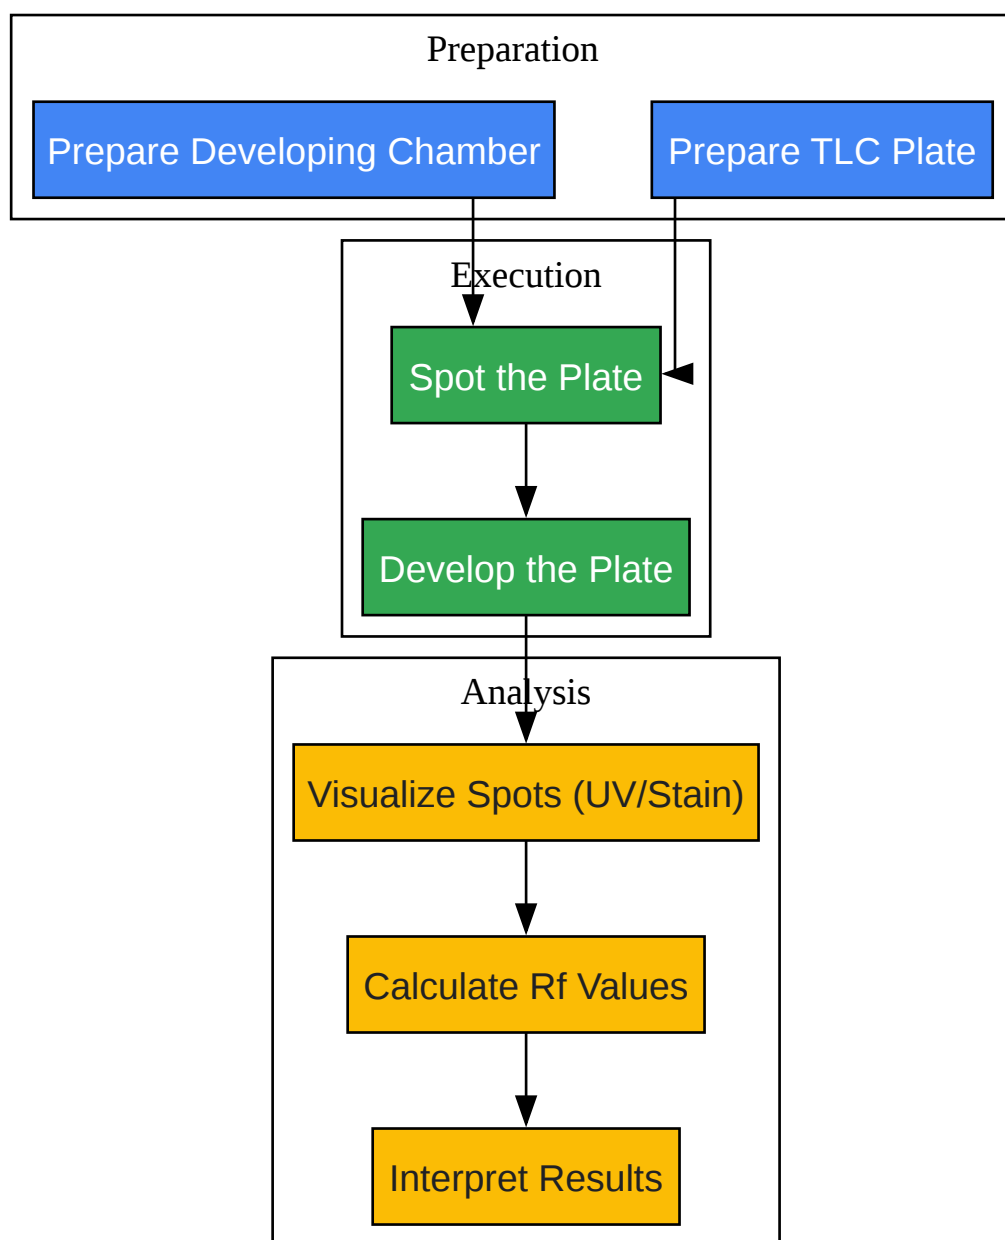 Preparation
Prepare Developing Chamber
Prepare TLC Plate
Execution
Spot the Plate
Develop the Plate
Analysis
Visualize Spots (UV/Stain)
Calculate Rf Values
Interpret Results